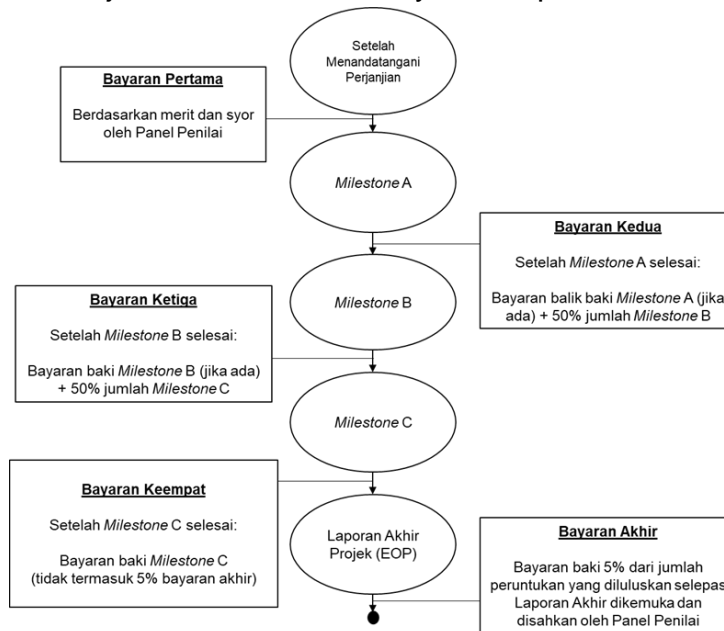 Setelah
Menandatangani
Perjanjian
Bayaran Pertama
Berdasarkan merit dan syor
oleh Panel Penilai
Milestone A
Bayaran Kedua
Setelah Milestone A selesai:
Bayaran balik baki Milestone A (jika
ada) + 50% jumlah Milestone B
Milestone B
Bayaran Ketiga
Setelah Milestone B selesai:
Bayaran baki Milestone B (jika ada)
+ 50% jumlah Milestone C
Milestone C
Bayaran Keempat
Setelah Milestone C selesai:
Bayaran baki Milestone C
(tidak termasuk 5% bayaran akhir)
Laporan Akhir
Projek (EOP)
Bayaran Akhir
Bayaran baki 5% dari jumlah
peruntukan yang diluluskan selepas
Laporan Akhir dikemuka dan
disahkan oleh Panel Penilai